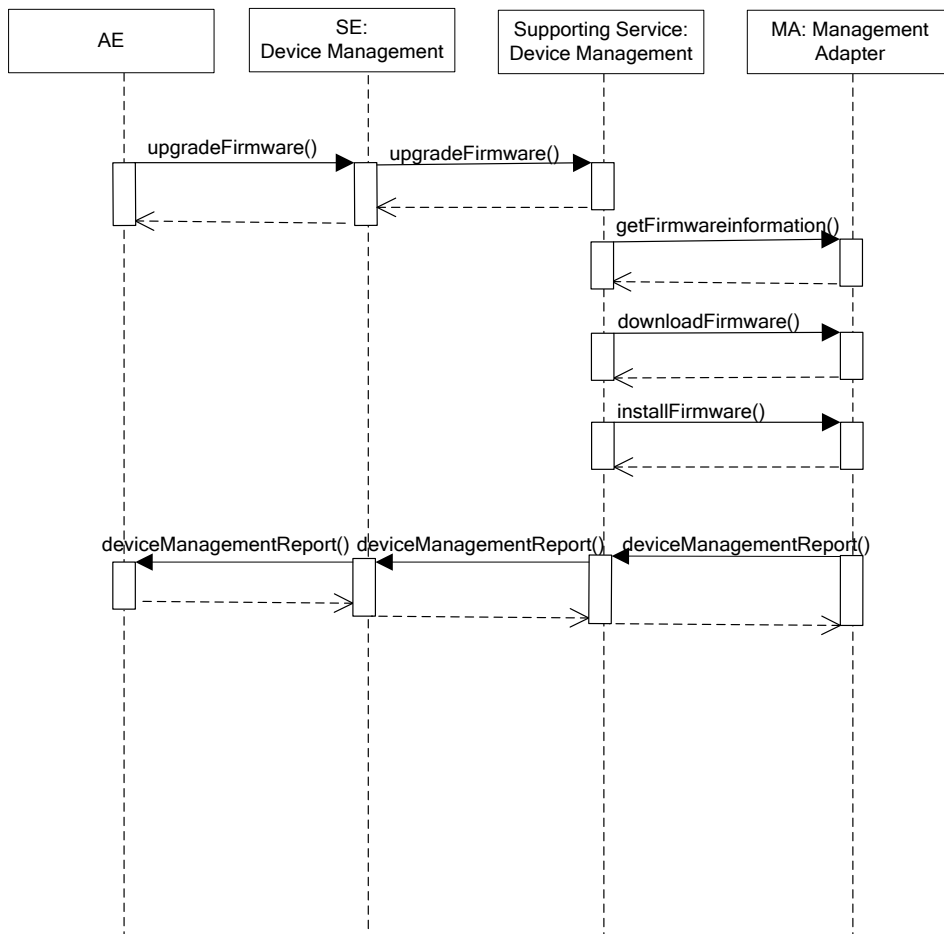 AE
SE:
Device Management
Supporting Service:
Device Management
MA: Management
Adapter
upgradeFirmware()
upgradeFirmware()
getFirmwareinformation()
downloadFirmware()
installFirmware()
deviceManagementReport()
deviceManagementReport()
deviceManagementReport()